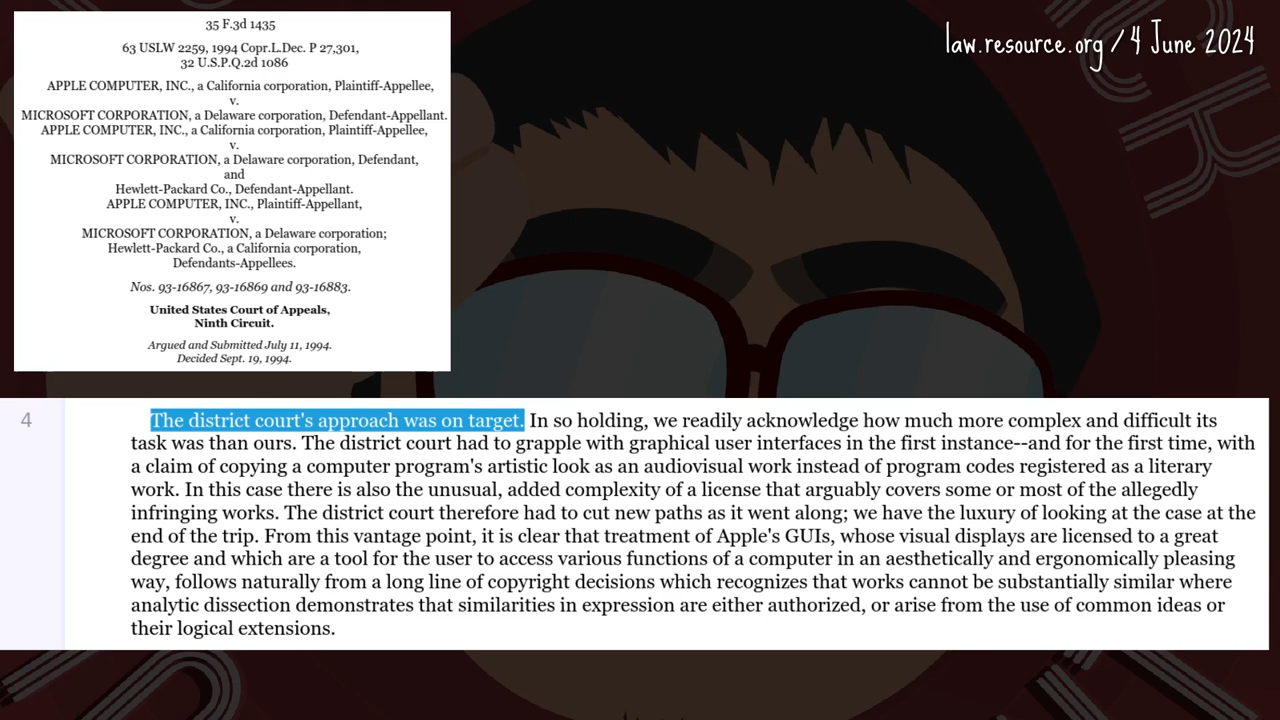 law.resource.org / 4 June 2024
35 F.3d 1435
63 USLW 2259, 1994 Copr.L.Dec. P 27,301,
32 U.S.P.Q.2d 1086
APPLE COMPUTER, INC., a California corporation, Plaintiff-Appellee,
v.
MICROSOFT CORPORATION, a Delaware corporation, Defendant-Appellant.
APPLE COMPUTER, INC., a California corporation, Plaintiff-Appellee,
v.
MICROSOFT CORPORATION, a Delaware corporation, Defendant,
and
Hewlett-Packard Co., Defendant-Appellant.
APPLE COMPUTER, INC., Plaintiff-Appellant,
v.
MICROSOFT CORPORATION, a Delaware corporation;
Hewlett-Packard Co., a California corporation,
Defendants-Appellees.
Nos. 93-16867, 93-16869 and 93-16883.
United States Court of Appeals,
Ninth Circuit.
Argued and Submitted July 11, 1994.
Decided Sept. 19, 1994.
4
The district court's approach was on target. In so holding, we readily acknowledge how much more complex and difficult its
task was than ours. The district court had to grapple with graphical user interfaces in the first instance--and for the first time, with
a claim of copying a computer program's artistic look as an audiovisual work instead of program codes registered as a literary
work. In this case there is also the unusual, added complexity of a license that arguably covers some or most of the allegedly
infringing works. The district court therefore had to cut new paths as it went along; we have the luxury of looking at the case at the
end of the trip. From this vantage point, it is clear that treatment of Apple's GUIs, whose visual displays are licensed to a great
degree and which are a tool for the user to access various functions of a computer in an aesthetically and ergonomically pleasing
way, follows naturally from a long line of copyright decisions which recognizes that works cannot be substantially similar where
analytic dissection demonstrates that similarities in expression are either authorized, or arise from the use of common ideas or
their logical extensions.